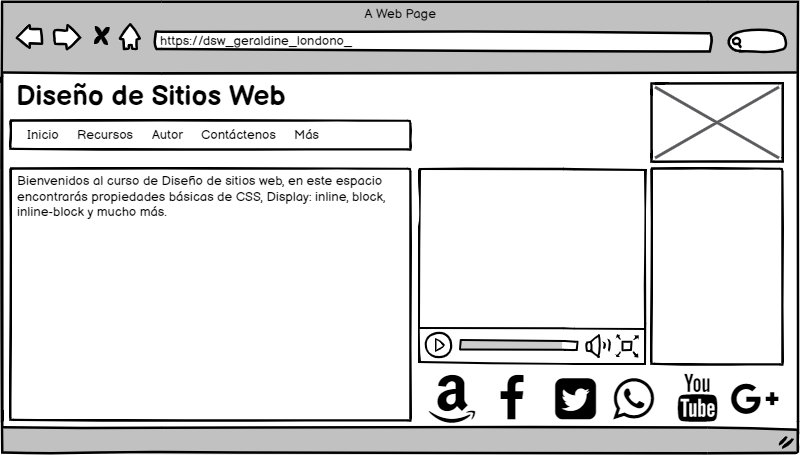 A Web Page
https://dsw_geraldine_londono_
Diseño de Sitios Web
Inicio Recursos Autor Contáctenos Más
Bienvenidos al curso de Diseño de sitios web, en este espacio
encontrarás propiedades básicas de CSS, Display: inline, block,
inline-block y mucho más.
a f You G+
Tube